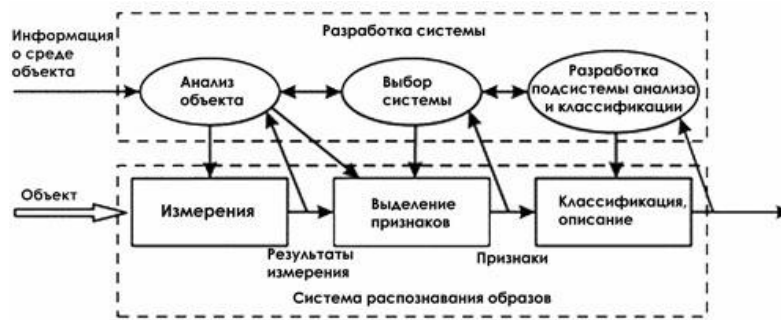 Информация
о среде
объекта
Разработка системы
Анализ
объекта
Выбор
системы
Разработка
подсистемы анализа
и классификации
Объект
Измерения
Выделение
признаков
Классификация,
описание
Результаты
измерения
Признаки
Система распознавания образов